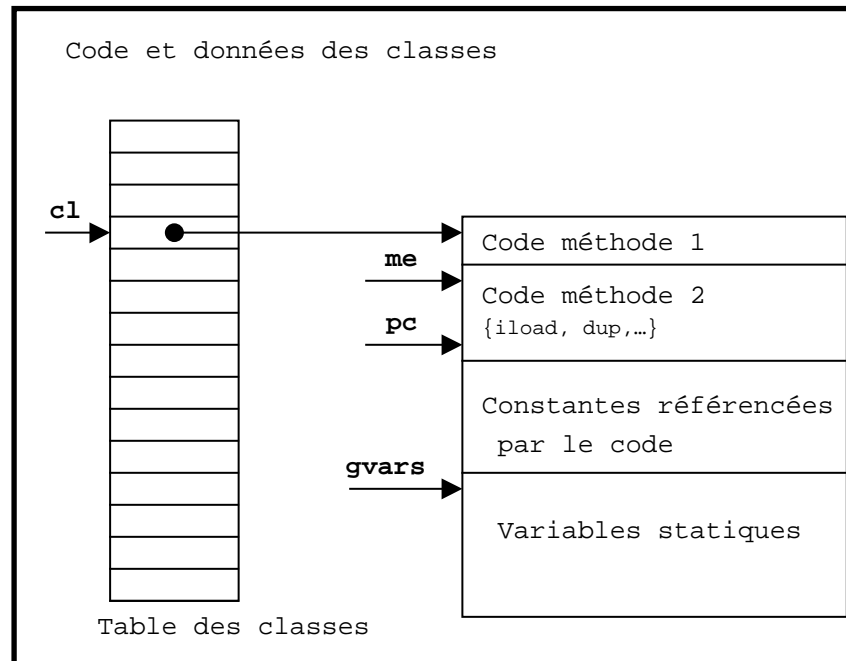 Code et données des classes
cl
Code méthode 1
me
Code méthode 2
pc
{iload, dup,…}
Constantes référencées
par le code
gvars
Variables statiques
Table des classes